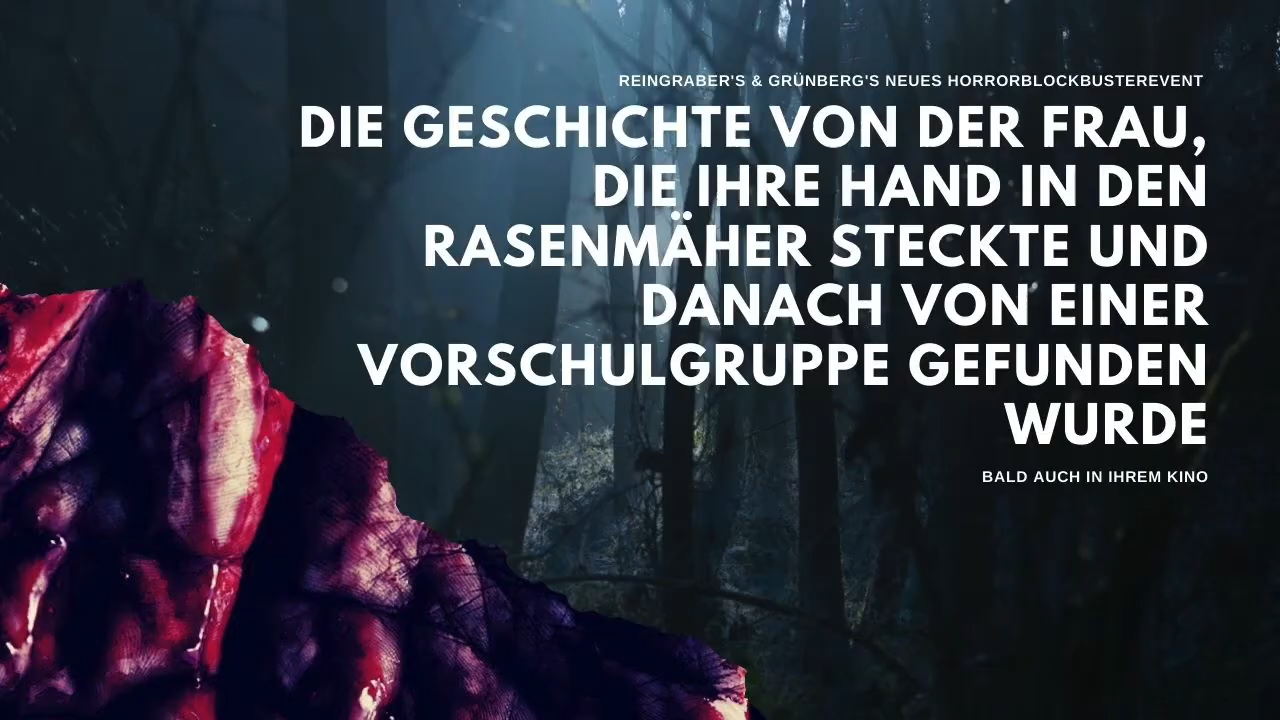 REINGRABER'S & GRÜNBERG'S NEUES HORRORBLOCKBUSTEREVENT
DIE GESCHICHTE VON DER FRAU,
DIE IHRE HAND IN DEN
RASENMÄHER STECKTE UND
DANACH VON EINER
VORSCHULGRUPPE GEFUNDEN
WURDE
BALD AUCH IN IHREM KINO